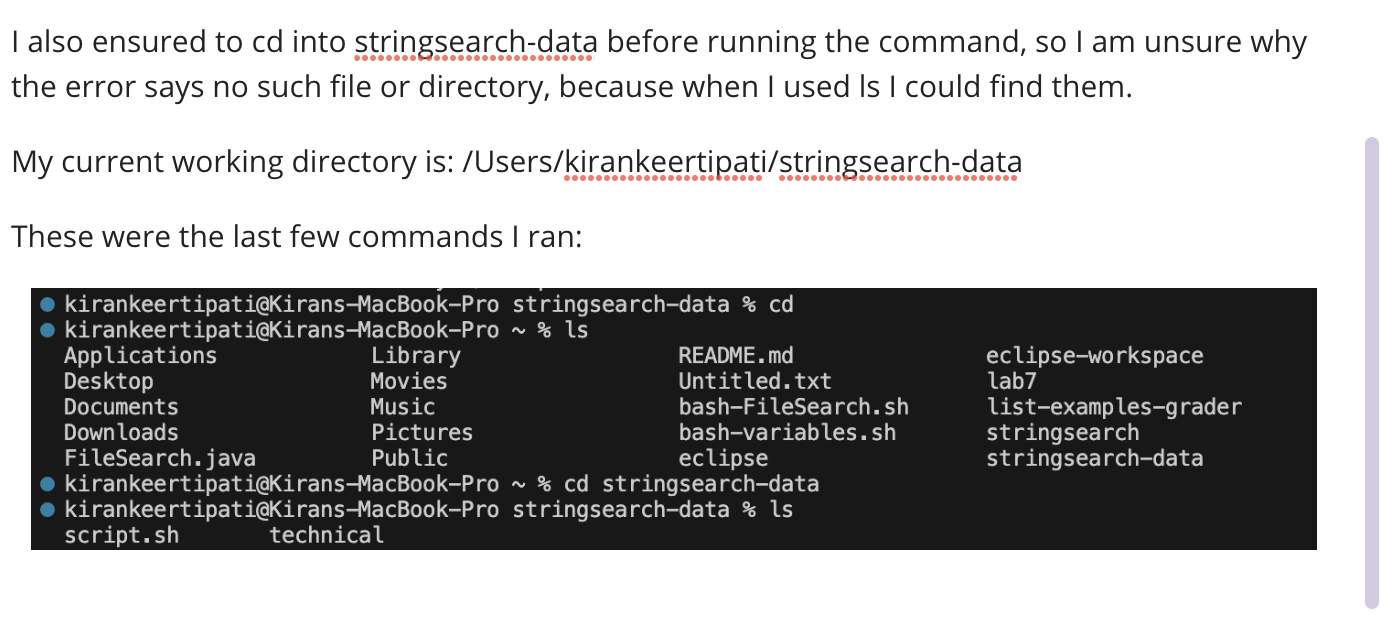 I also ensured to cd into stringsearch-data before running the command, so I am unsure why
the error says no such file or directory, because when I used ls I could find them.
My current working directory is: /Users/kirankeertipati/stringsearch-data
These were the last few commands I ran:
kirankeertipati@Kirans-MacBook-Pro stringsearch-data % cd
kirankeertipati@Kirans-MacBook-Pro ~ % ls
Applications Library README.md eclipse-workspace
Desktop Movies Untitled.txt lab7
Documents Music bash-FileSearch.sh list-examples-grader
Downloads Pictures bash-variables.sh stringsearch
FileSearch.java Public eclipse stringsearch-data
kirankeertipati@Kirans-MacBook-Pro ~ % cd stringsearch-data
kirankeertipati@Kirans-MacBook-Pro stringsearch-data % ls
script.sh technical